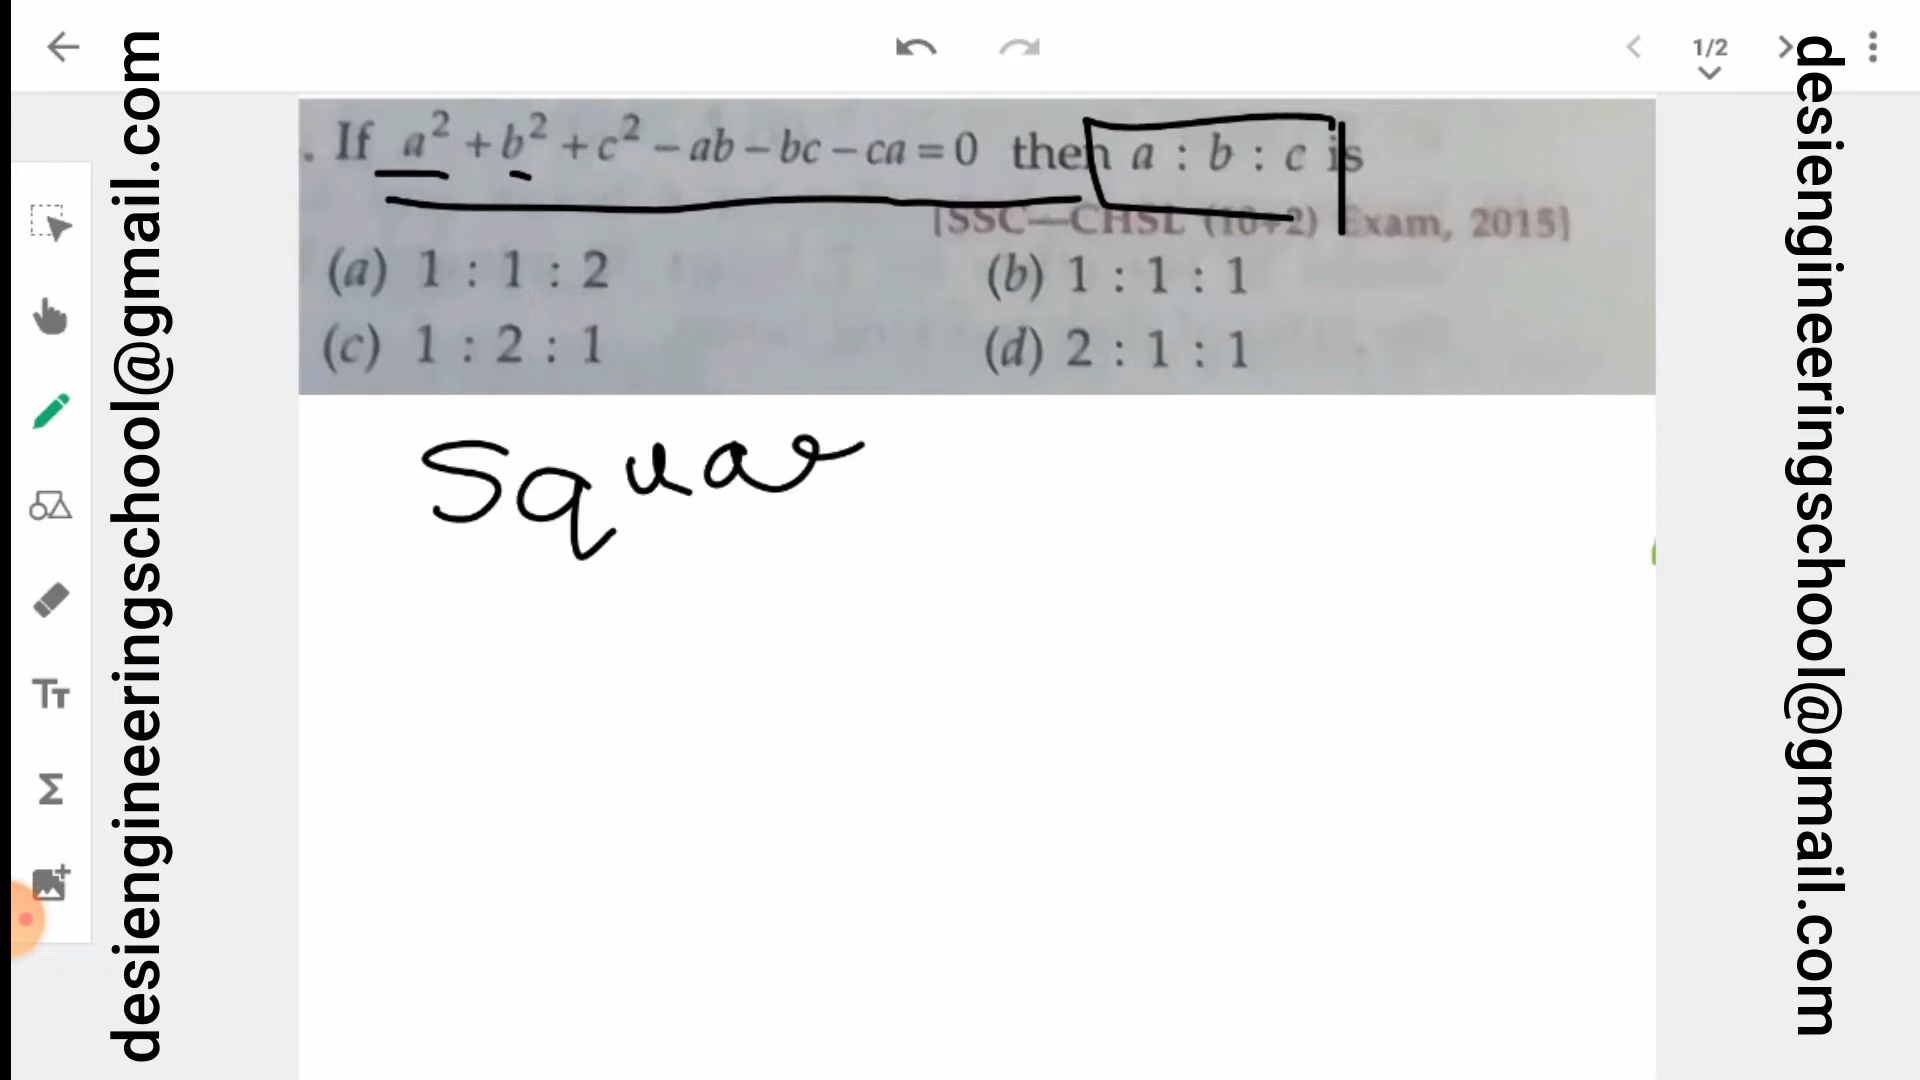 1/2
desiengineeringschool@gmail.com
. If a² + b² + c² – ab – bc – ca = 0 then a : b : c is
[SSC—CHSL (10+2) Exam, 2015]
(a) 1 : 1 : 2 (b) 1 : 1 : 1
(c) 1 : 2 : 1 (d) 2 : 1 : 1
Squar
Tт
Σ
desiengineeringschool@gmail.com